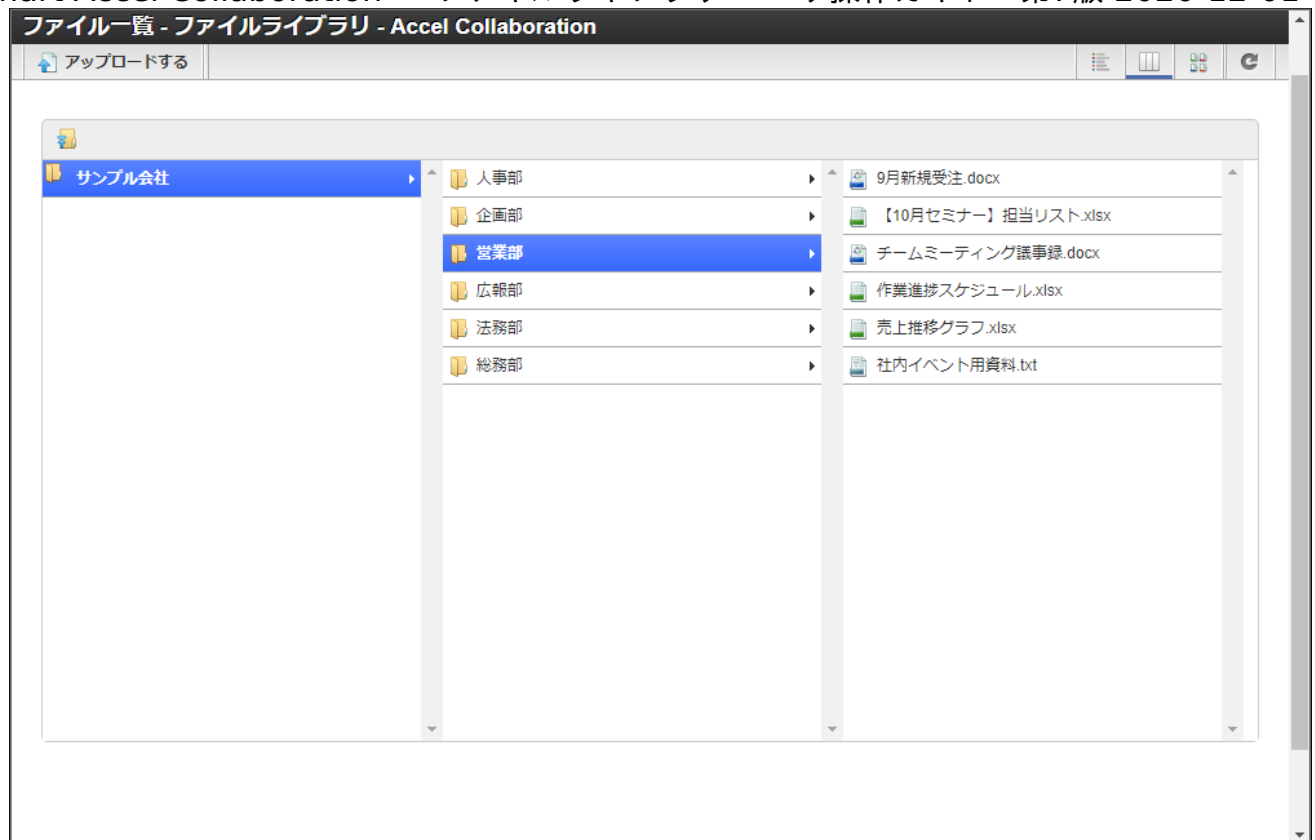 Accel Collaboration
ファイル一覧 - ファイルライブラリ - Accel Collaboration
アップロードする
サンプル会社
人事部
企画部
営業部
広報部
法務部
総務部
9月新規受注.docx
【10月セミナー】担当リスト.xlsx
チームミーティング議事録.docx
作業進捗スケジュール.xlsx
売上推移グラフ.xlsx
社内イベント用資料.txt